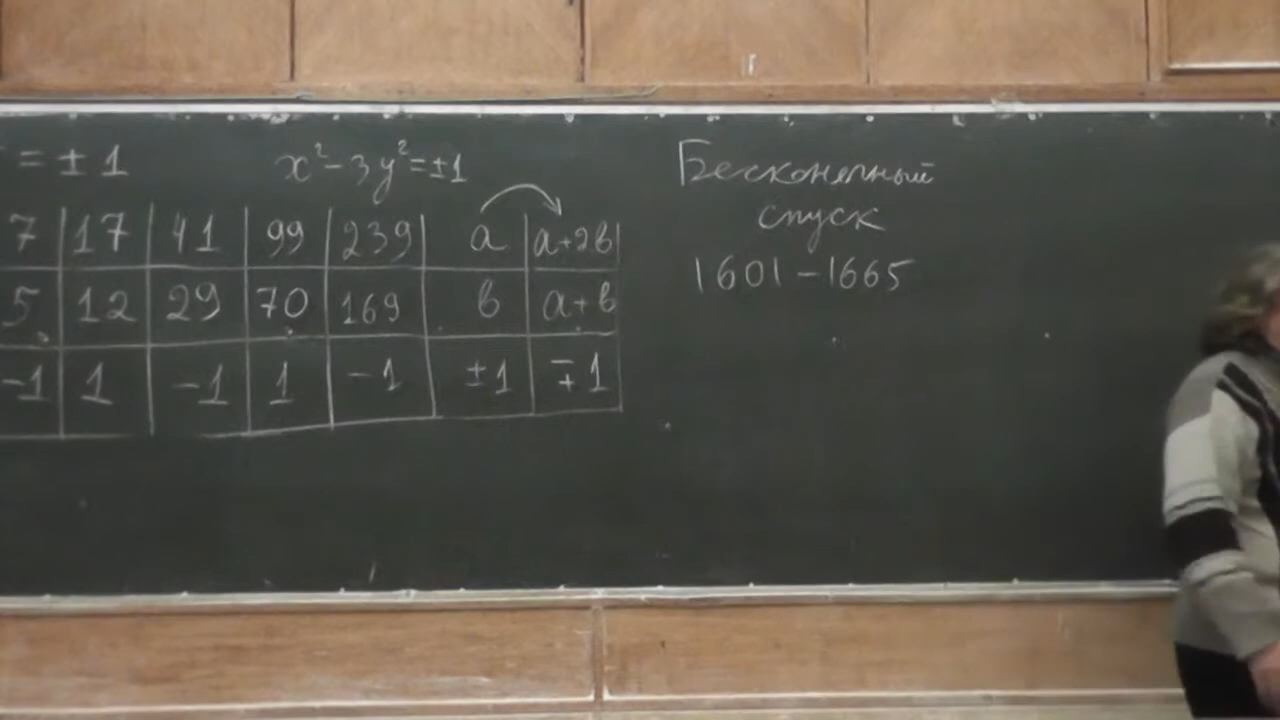 = ± 1
x² - 3y² = ±1
7 17 41 99 239 a a+2b
5 12 29 70 169 b a+b
-1 1 -1 1 -1 ±1 ∓1
Бесконечный
спуск
1601-1665